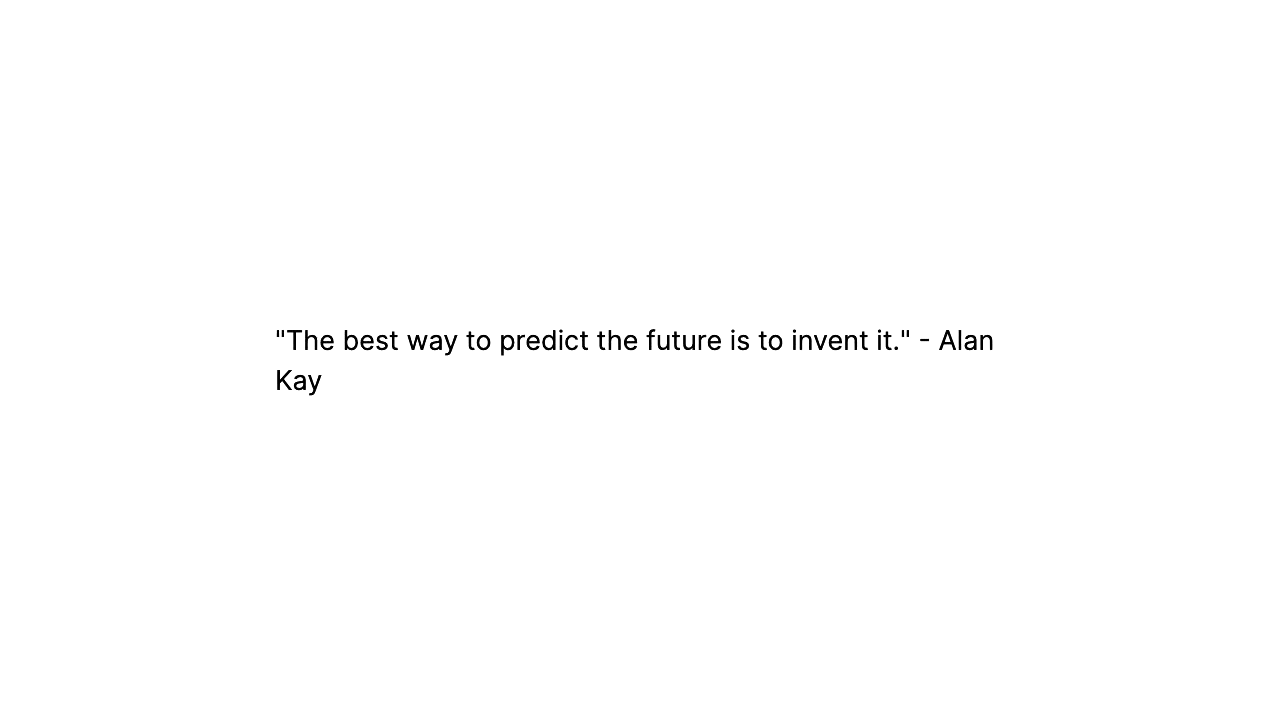 "The best way to predict the future is to invent it." - Alan
Kay